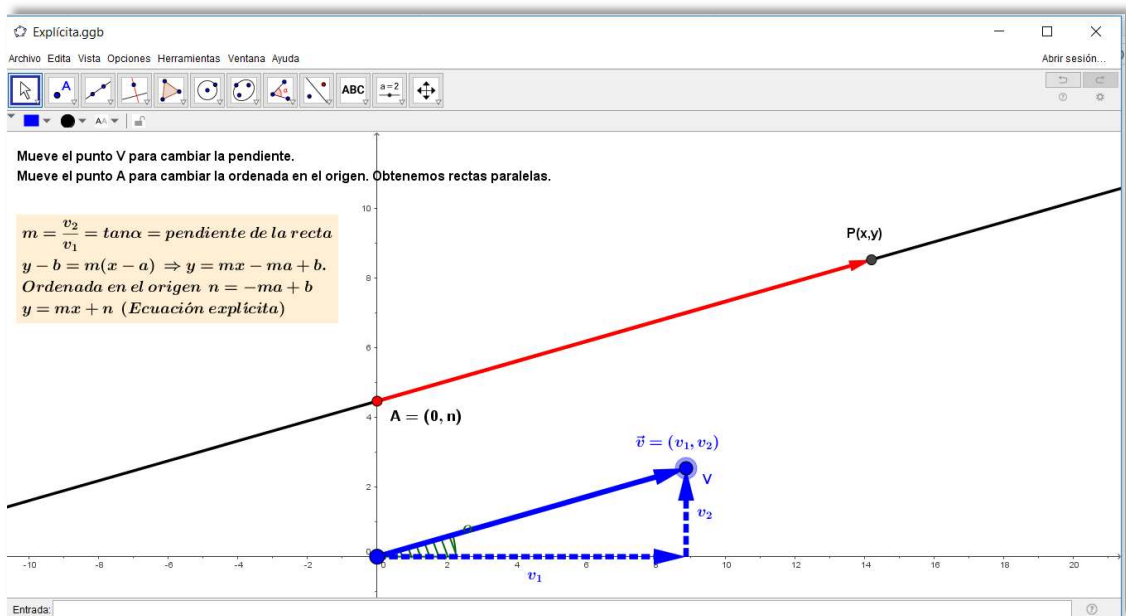 Explícita.ggb
Archivo Edita Vista Opciones Herramientas Ventana Ayuda
Abrir sesión...
A
ABC
a=2
AA
Mueve el punto V para cambiar la pendiente.
Mueve el punto A para cambiar la ordenada en el origen. Obtenemos rectas paralelas.
m = v₂/v₁ = tanα = pendiente de la recta
y − b = m(x − a) ⇒ y = mx − ma + b.
Ordenada en el origen n = −ma + b
y = mx + n (Ecuación explícita)
10
P(x,y)
8
6
4
A = (0, n)
v⃗ = (v₁, v₂)
V
2
v₂
α
0
-10 -8 -6 -4 -2 0 2 4 6 8 10 12 14 16 18 20
v₁
Entrada: